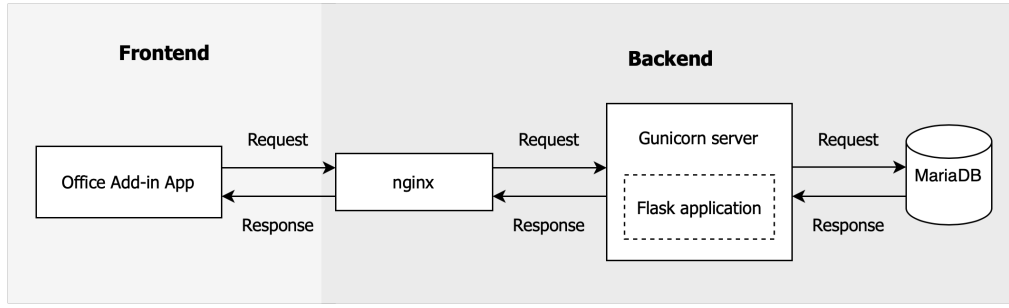 Frontend
Backend
Office Add-in App
Request
Response
nginx
Request
Response
Gunicorn server
Flask application
Request
Response
MariaDB